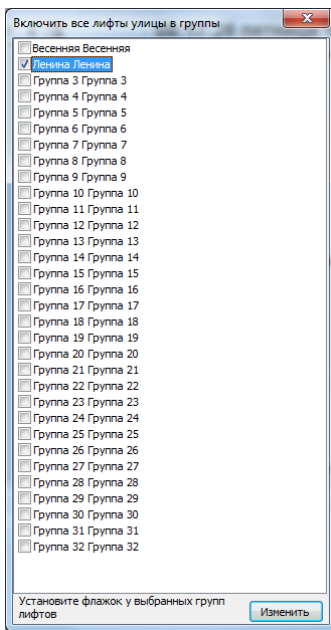 Включить все лифты улицы в группы
Весенняя Весенняя
Ленина Ленина
Группа 3 Группа 3
Группа 4 Группа 4
Группа 5 Группа 5
Группа 6 Группа 6
Группа 7 Группа 7
Группа 8 Группа 8
Группа 9 Группа 9
Группа 10 Группа 10
Группа 11 Группа 11
Группа 12 Группа 12
Группа 13 Группа 13
Группа 14 Группа 14
Группа 15 Группа 15
Группа 16 Группа 16
Группа 17 Группа 17
Группа 18 Группа 18
Группа 19 Группа 19
Группа 20 Группа 20
Группа 21 Группа 21
Группа 22 Группа 22
Группа 23 Группа 23
Группа 24 Группа 24
Группа 25 Группа 25
Группа 26 Группа 26
Группа 27 Группа 27
Группа 28 Группа 28
Группа 29 Группа 29
Группа 30 Группа 30
Группа 31 Группа 31
Группа 32 Группа 32
Установите флажок у выбранных групп
лифтов
Изменить